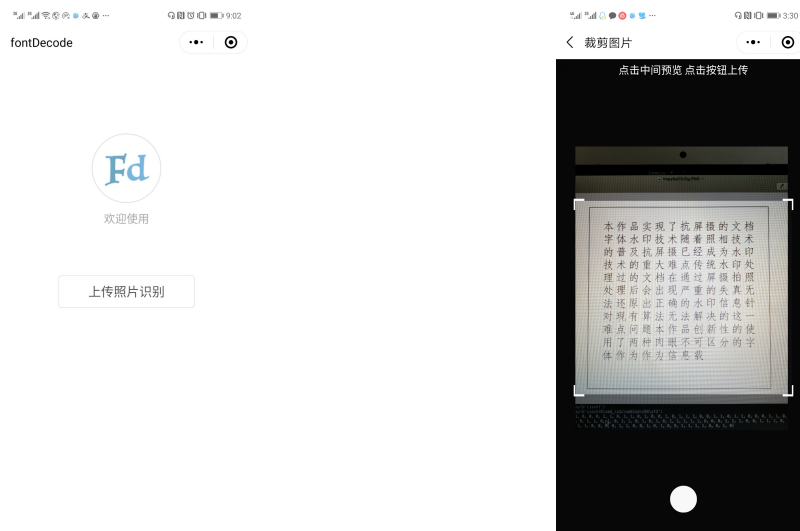 9:02
fontDecode
Fd
欢迎使用
上传照片识别
3:30
裁剪图片
点击中间预览 点击按钮上传
本作品实现了抗屏摄的文档
字体水印技术随着照相技术
的普及抗屏摄已经成为水印
技术的重大难点传统水印处
理过的文档在通过屏摄拍照
处理后会出现严重的失真无
法还原出正确的水印信息针
对现有算法无法解决的这一
难点问题本作品创新性的使
用了两种肉眼不可区分的字
体作为作为信息载